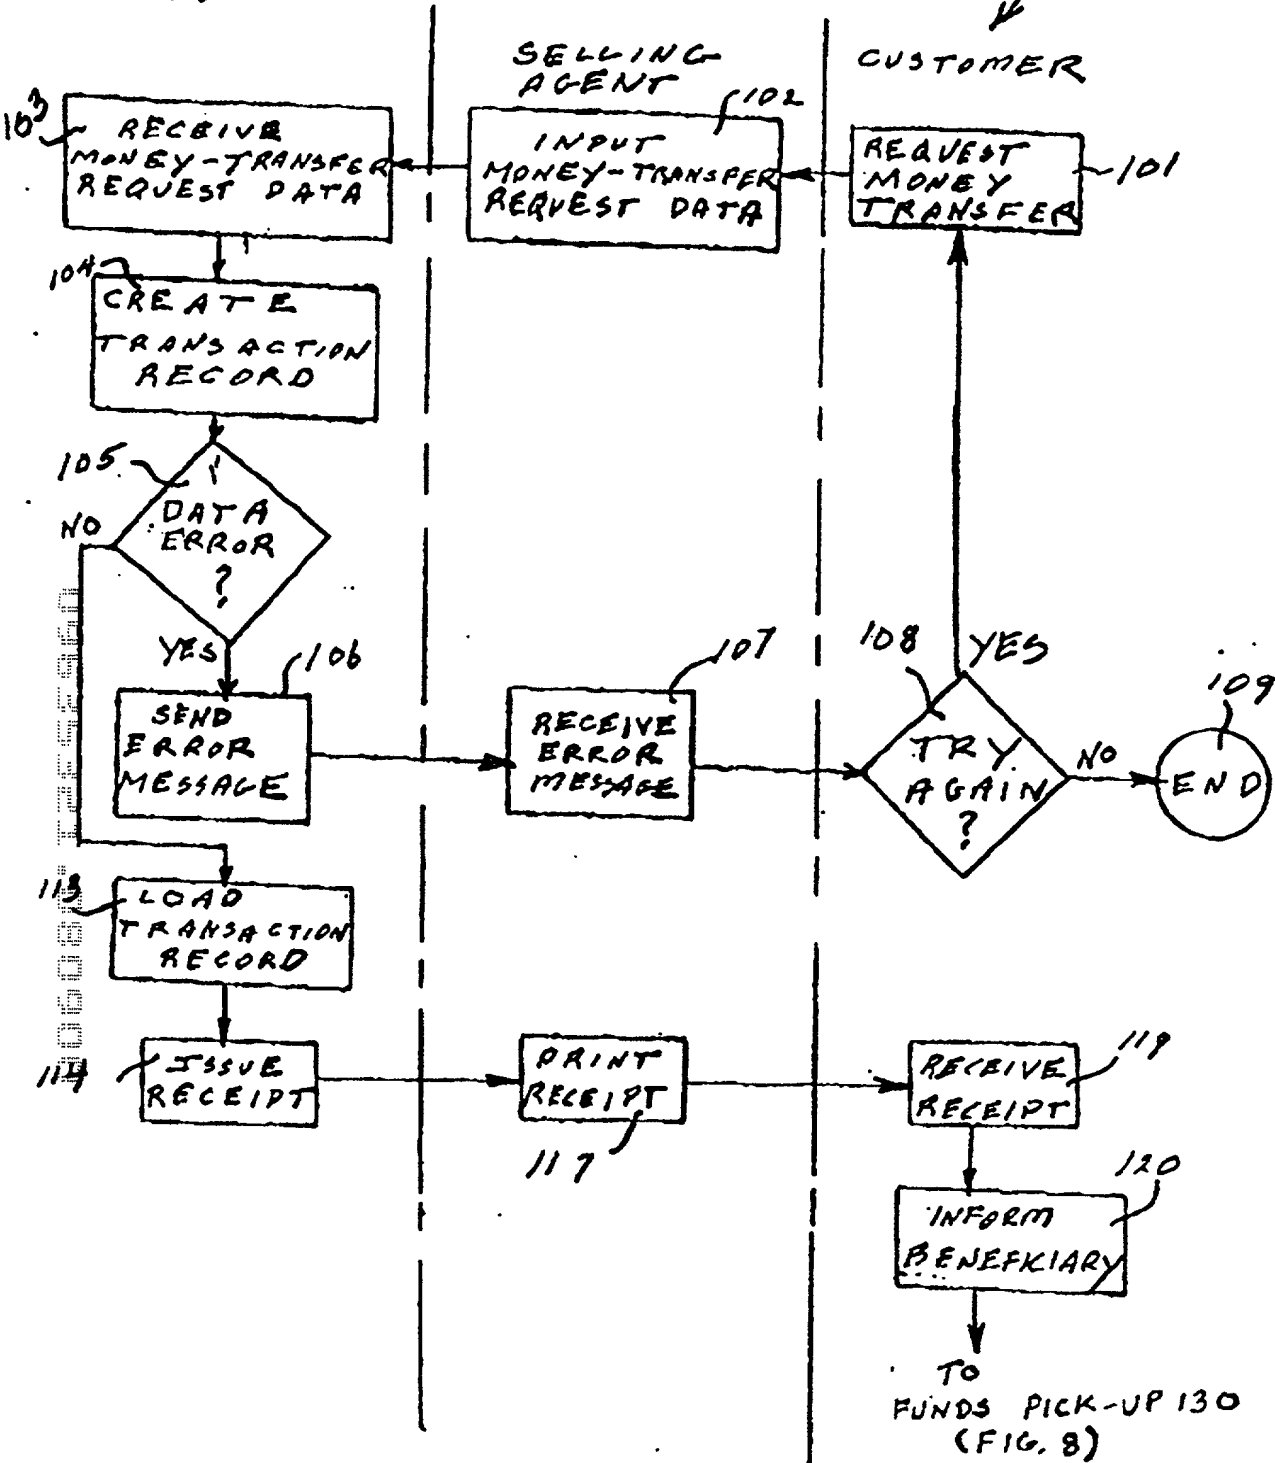 SELLING
AGENT
CUSTOMER
103
RECEIVE
MONEY-TRANSFER
REQUEST DATA
102
INPUT
MONEY-TRANSFER
REQUEST DATA
101
REQUEST
MONEY
TRANSFER
104
CREATE
TRANSACTION
RECORD
105
DATA
ERROR
?
NO
YES
106
SEND
ERROR
MESSAGE
107
RECEIVE
ERROR
MESSAGE
108
YES
TRY
AGAIN
?
NO
109
END
113
LOAD
TRANSACTION
RECORD
114
ISSUE
RECEIPT
PRINT
RECEIPT
117
119
RECEIVE
RECEIPT
120
INFORM
BENEFICIARY
TO
FUNDS PICK-UP 130
(FIG. 8)